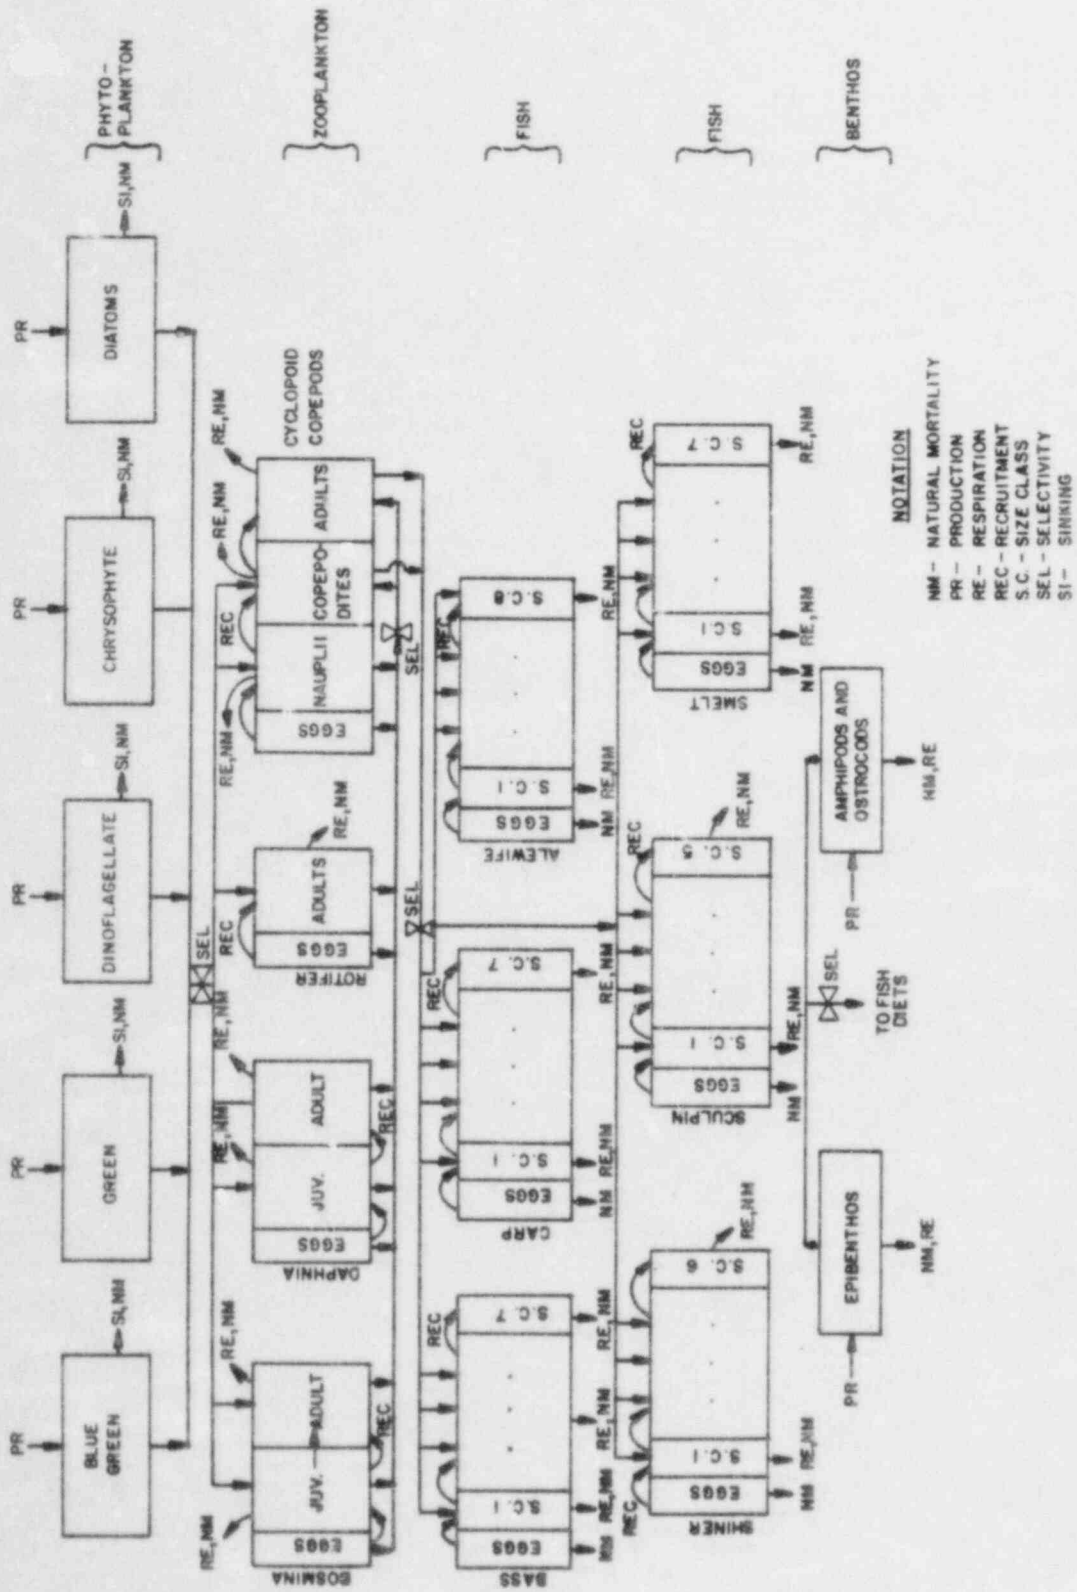 PR
BLUE
GREEN
SI,NM
PR
GREEN
SI,NM
PR
DINOFLAGELLATE
SI,NM
PR
CHRYSOPHYTE
SI,NM
PR
DIATOMS
SI,NM
PHYTO-
PLANKTON
SEL
BOSMINA
EGGS
JUV.
ADULT
RE,NM
RE,NM
REC
DAPHNIA
EGGS
JUV.
ADULT
RE,NM
RE,NM
REC
ROTIFER
EGGS
ADULTS
REC
RE,NM
EGGS
NAUPLII
COPEPO-
DITES
ADULTS
RE,NM
REC
RE,NM
RE,NM
CYCLOPOID
COPEPODS
ZOOPLANKTON
SEL
SEL
BASS
EGGS
S.C. 1
S.C. 7
REC
NM
RE,NM
RE,NM
RE,NM
CARP
EGGS
S.C. 1
S.C. 7
REC
NM
RE,NM
RE,NM
ALEWIFE
EGGS
S.C. 1
S.C. 8
REC
NM
RE,NM
RE,NM
FISH
SHINER
EGGS
S.C. 1
S.C. 6
REC
NM
RE,NM
RE,NM
SCULPIN
EGGS
S.C. 1
S.C. 5
REC
NM
RE,NM
RE,NM
SMELT
EGGS
S.C. 1
S.C. 7
REC
NM
RE,NM
RE,NM
FISH
PR
EPIBENTHOS
NM,RE
SEL
TO FISH
DIETS
PR
AMPHIPODS AND
OSTROCODS
NM,RE
BENTHOS
NOTATION
NM - NATURAL MORTALITY
PR - PRODUCTION
RE - RESPIRATION
REC - RECRUITMENT
S.C. - SIZE CLASS
SEL - SELECTIVITY
SI - SINKING